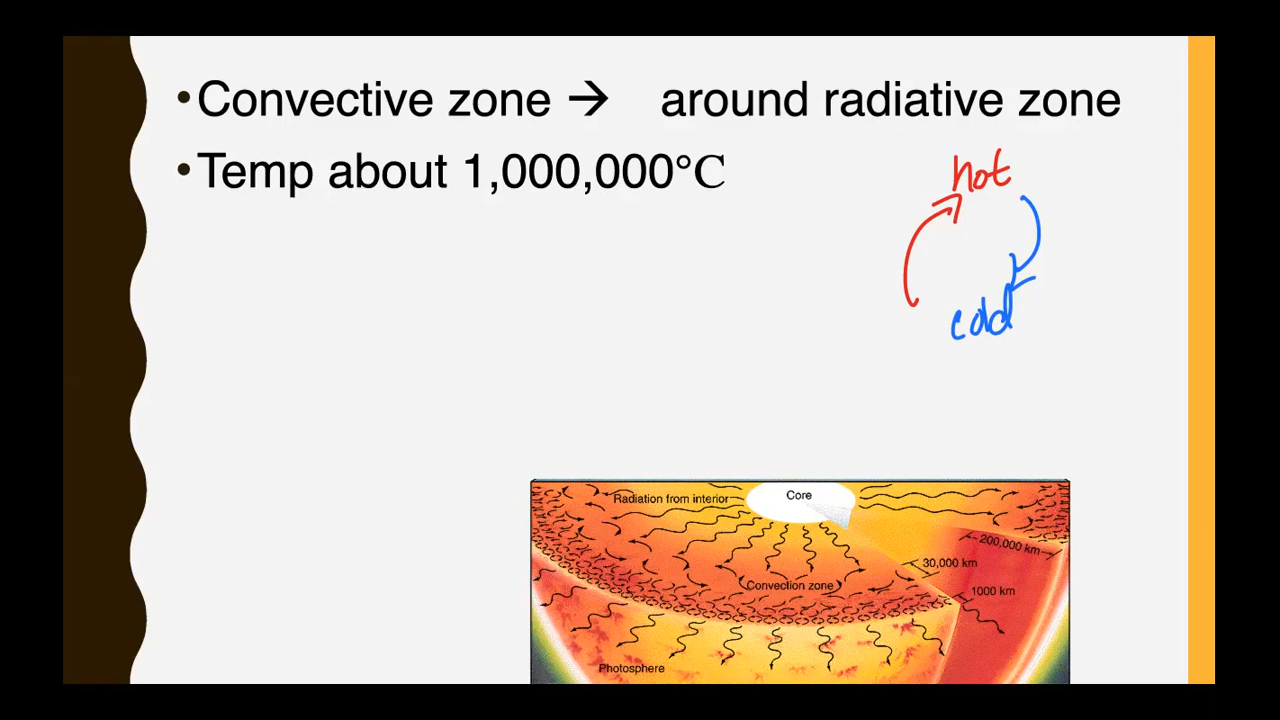 •Convective zone → around radiative zone
•Temp about 1,000,000°C
hot
cold
Core
Radiation from interior
200,000 km
30,000 km
Convection zone
1000 km
Photosphere